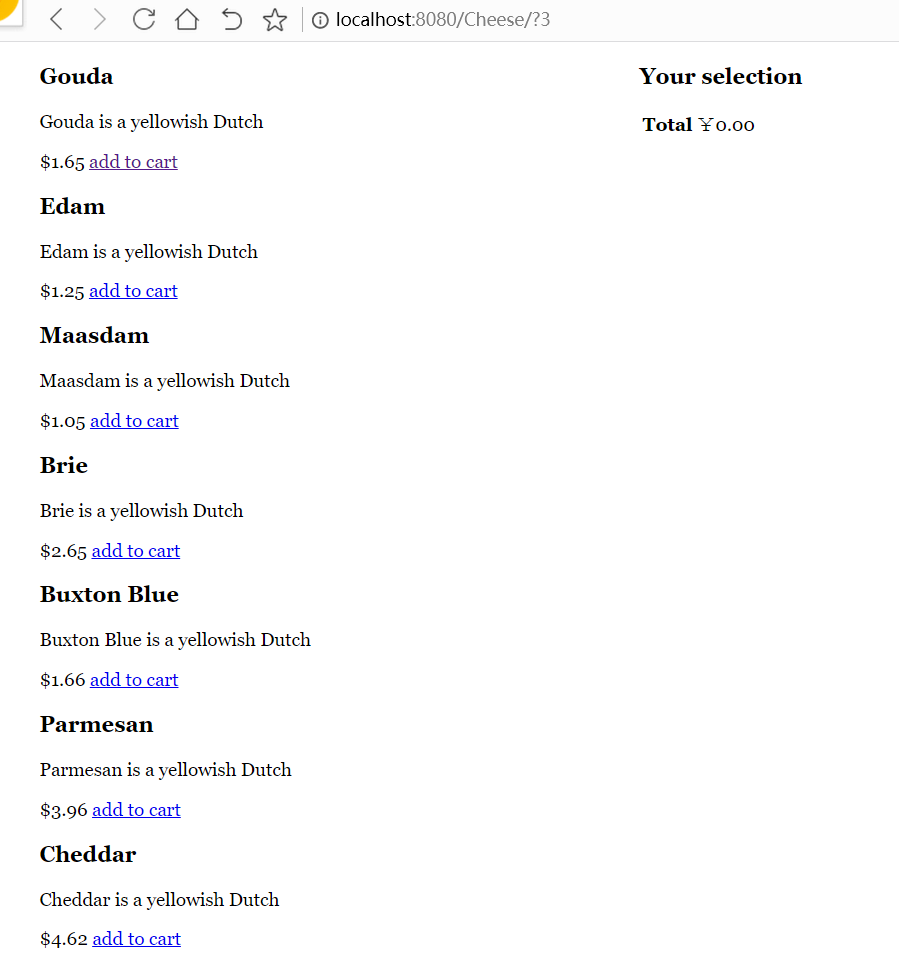 localhost:8080/Cheese/?3
Gouda
Gouda is a yellowish Dutch
$1.65 add to cart
Edam
Edam is a yellowish Dutch
$1.25 add to cart
Maasdam
Maasdam is a yellowish Dutch
$1.05 add to cart
Brie
Brie is a yellowish Dutch
$2.65 add to cart
Buxton Blue
Buxton Blue is a yellowish Dutch
$1.66 add to cart
Parmesan
Parmesan is a yellowish Dutch
$3.96 add to cart
Cheddar
Cheddar is a yellowish Dutch
$4.62 add to cart
Your selection
Total ¥0.00